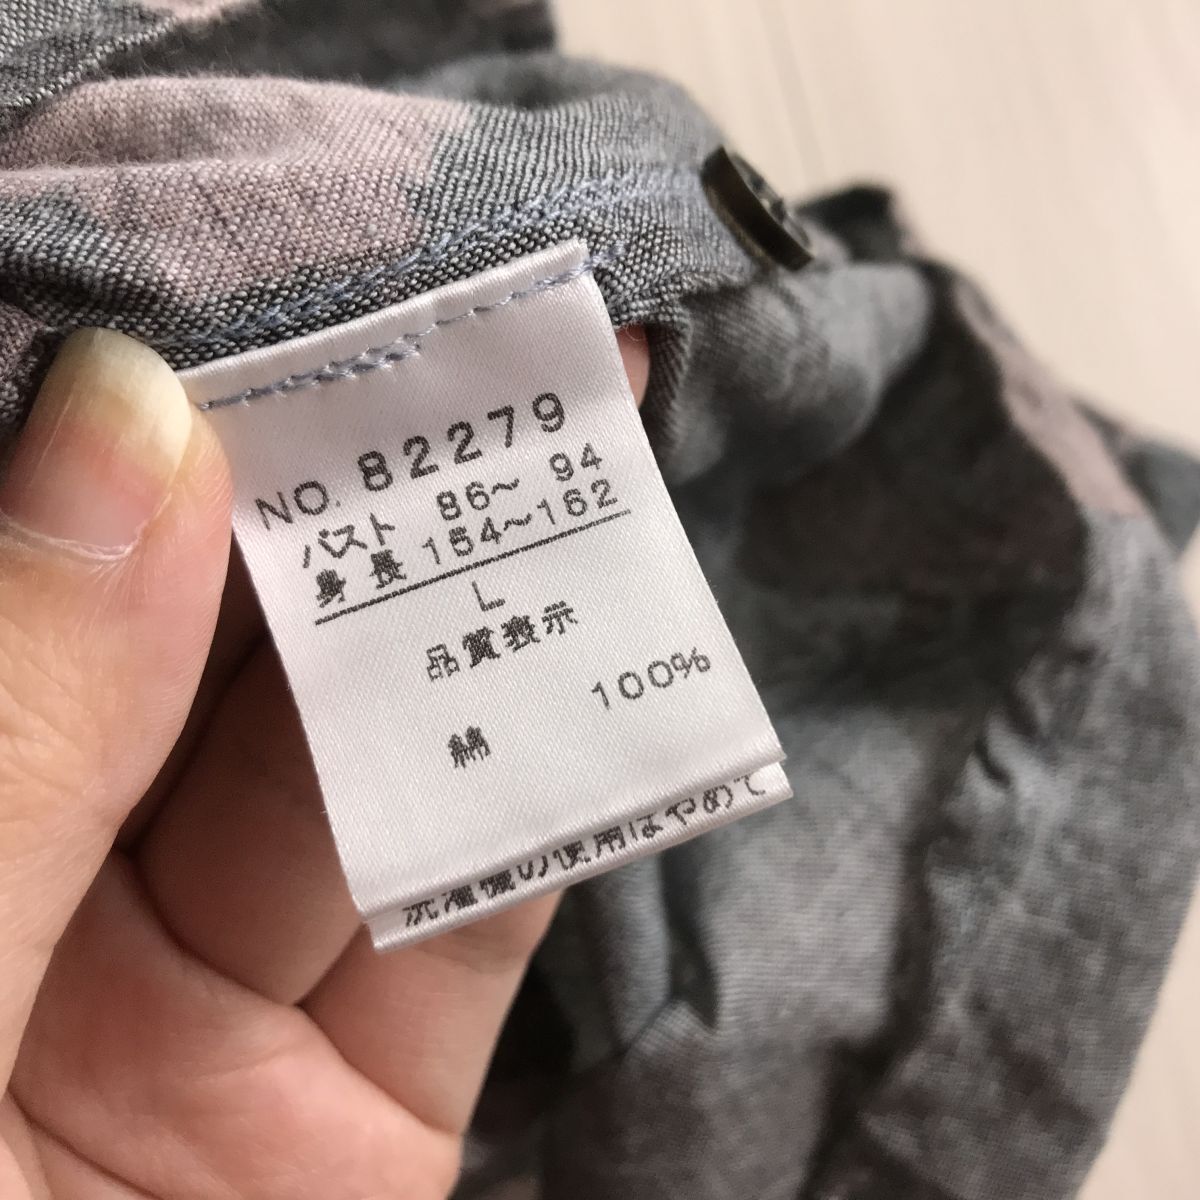 NO. 82279
バスト 86～ 94
身長 154～162
L
品質表示
綿 100%
洗濯機の使用はやめて